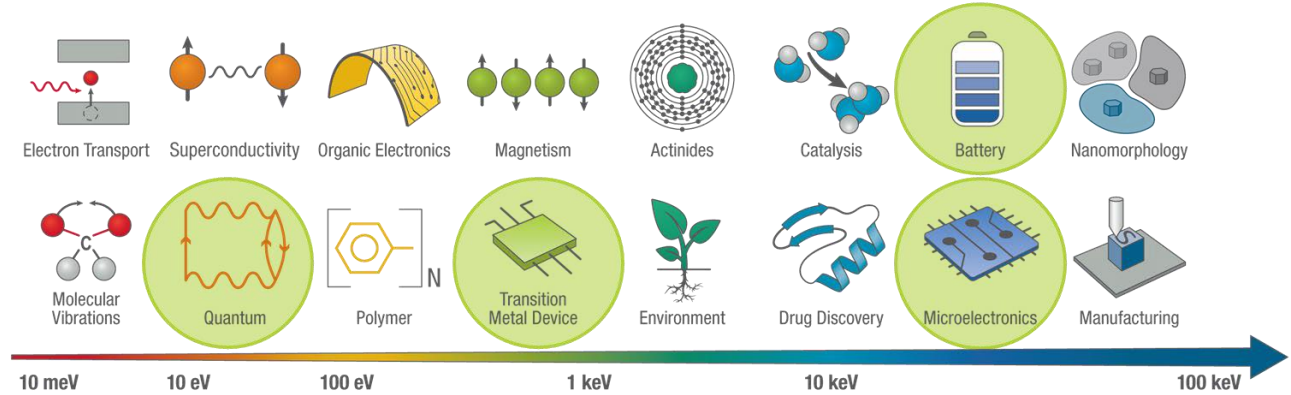 Electron Transport
Superconductivity
Organic Electronics
Magnetism
Actinides
Catalysis
Battery
Nanomorphology
C
N
Molecular
Vibrations
Quantum
Polymer
Transition
Metal Device
Environment
Drug Discovery
Microelectronics
Manufacturing
10 meV
10 eV
100 eV
1 keV
10 keV
100 keV